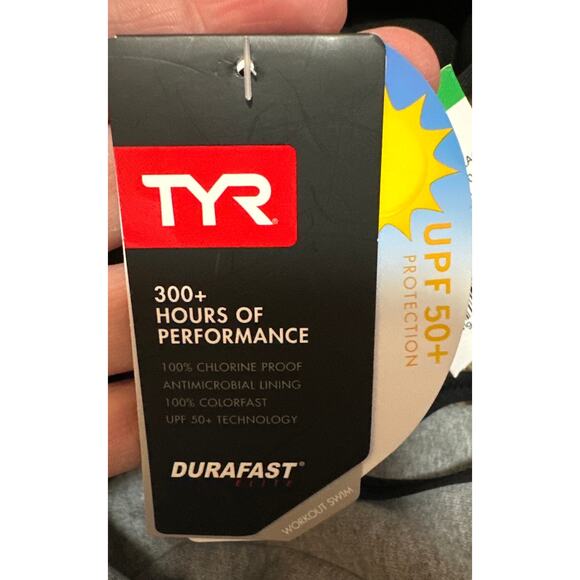 TYR
300+
HOURS OF
PERFORMANCE
100% CHLORINE PROOF
ANTIMICROBIAL LINING
100% COLORFAST
UPF 50+ TECHNOLOGY
DURAFAST®
ELITE
WORKOUT SWIM
UPF 50+
PROTECTION